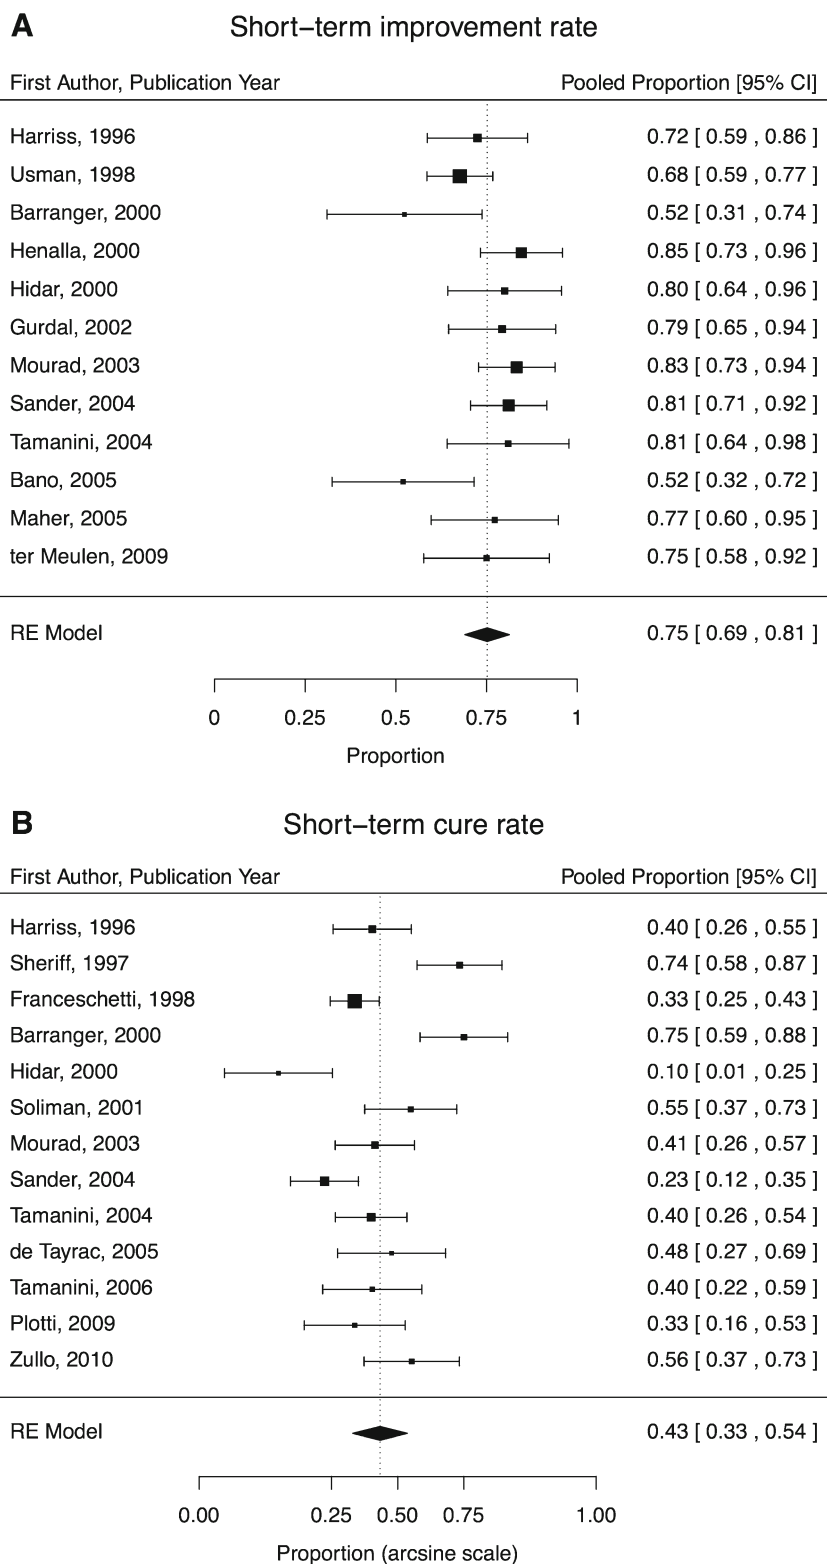 A Short–term improvement rate
First Author, Publication Year Pooled Proportion [95% CI]
Harriss, 1996 0.72 [ 0.59 , 0.86 ]
Usman, 1998 0.68 [ 0.59 , 0.77 ]
Barranger, 2000 0.52 [ 0.31 , 0.74 ]
Henalla, 2000 0.85 [ 0.73 , 0.96 ]
Hidar, 2000 0.80 [ 0.64 , 0.96 ]
Gurdal, 2002 0.79 [ 0.65 , 0.94 ]
Mourad, 2003 0.83 [ 0.73 , 0.94 ]
Sander, 2004 0.81 [ 0.71 , 0.92 ]
Tamanini, 2004 0.81 [ 0.64 , 0.98 ]
Bano, 2005 0.52 [ 0.32 , 0.72 ]
Maher, 2005 0.77 [ 0.60 , 0.95 ]
ter Meulen, 2009 0.75 [ 0.58 , 0.92 ]
RE Model 0.75 [ 0.69 , 0.81 ]
0 0.25 0.5 0.75 1
Proportion
B Short–term cure rate
First Author, Publication Year Pooled Proportion [95% CI]
Harriss, 1996 0.40 [ 0.26 , 0.55 ]
Sheriff, 1997 0.74 [ 0.58 , 0.87 ]
Franceschetti, 1998 0.33 [ 0.25 , 0.43 ]
Barranger, 2000 0.75 [ 0.59 , 0.88 ]
Hidar, 2000 0.10 [ 0.01 , 0.25 ]
Soliman, 2001 0.55 [ 0.37 , 0.73 ]
Mourad, 2003 0.41 [ 0.26 , 0.57 ]
Sander, 2004 0.23 [ 0.12 , 0.35 ]
Tamanini, 2004 0.40 [ 0.26 , 0.54 ]
de Tayrac, 2005 0.48 [ 0.27 , 0.69 ]
Tamanini, 2006 0.40 [ 0.22 , 0.59 ]
Plotti, 2009 0.33 [ 0.16 , 0.53 ]
Zullo, 2010 0.56 [ 0.37 , 0.73 ]
RE Model 0.43 [ 0.33 , 0.54 ]
0.00 0.25 0.50 0.75 1.00
Proportion (arcsine scale)